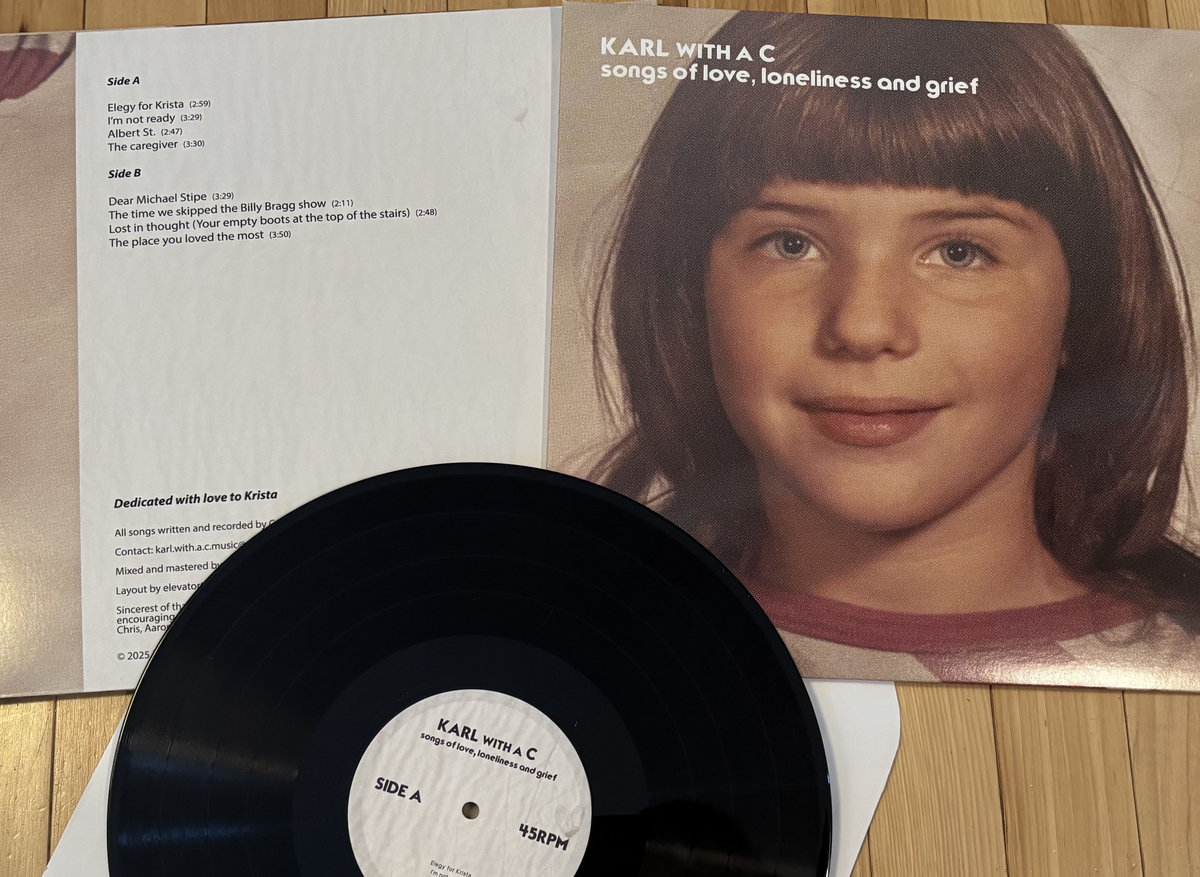 Side A
Elegy for Krista (2:59)
I'm not ready (3:29)
Albert St. (2:47)
The caregiver (3:30)
Side B
Dear Michael Stipe (3:29)
The time we skipped the Billy Bragg show (2:11)
Lost in thought (Your empty boots at the top of the stairs) (2:48)
The place you loved the most (3:50)
Dedicated with love to Krista
All songs written and recorded by
Contact: karl.with.a.c.music@
Mixed and mastered by
Layout by elevator
Sincerest of
encouraging
Chris,
© 2025
KARL WITH A C
songs of love, loneliness and grief
KARL WITH A C
songs of love, loneliness and grief
SIDE A
45RPM
Elegy for Krista
I'm not